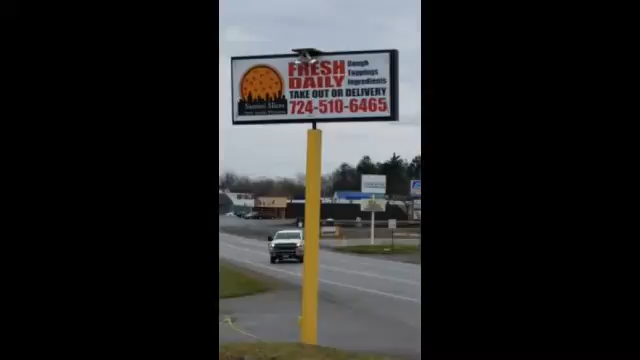 FRESH
DAILY
Dough
Toppings
Ingredients
TAKE OUT OR DELIVERY
724-510-6465